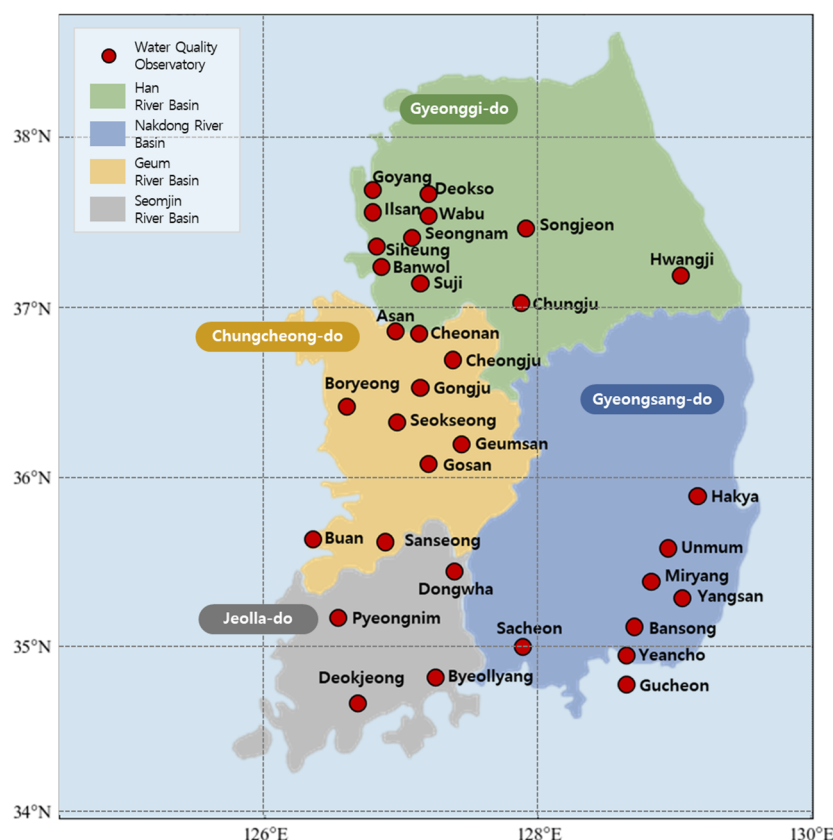 Water Quality
Observatory
Han
River Basin
Nakdong River
Basin
Geum
River Basin
Seomjin
River Basin
Gyeonggi-do
38°N
Goyang
Deokso
Ilsan
Wabu
Songjeon
Seongnam
Siheung
Hwangji
Banwol
Suji
37°N
Chungju
Asan
Chungcheong-do
Cheonan
Cheongju
Boryeong
Gongju
Gyeongsang-do
Seokseong
Geumsan
Gosan
36°N
Hakya
Buan
Sanseong
Unmum
Miryang
Dongwha
Yangsan
Jeolla-do
Pyeongnim
Sacheon
Bansong
35°N
Yeancho
Deokjeong
Byeollyang
Gucheon
34°N
126°E
128°E
130°E